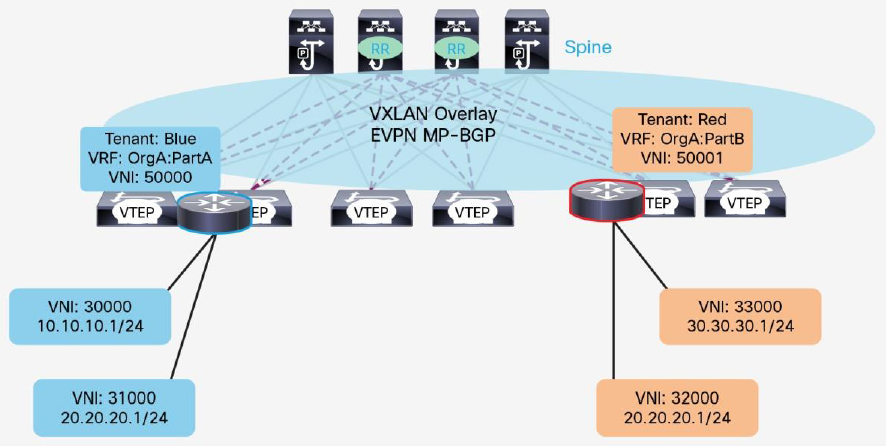 RR
RR
Spine
P
P
VXLAN Overlay
EVPN MP-BGP
Tenant: Blue
VRF: OrgA:PartA
VNI: 50000
Tenant: Red
VRF: OrgA:PartB
VNI: 50001
VTEP
TEP
VTEP
VTEP
TEP
VTEP
VNI: 30000
10.10.10.1/24
VNI: 33000
30.30.30.1/24
VNI: 31000
20.20.20.1/24
VNI: 32000
20.20.20.1/24